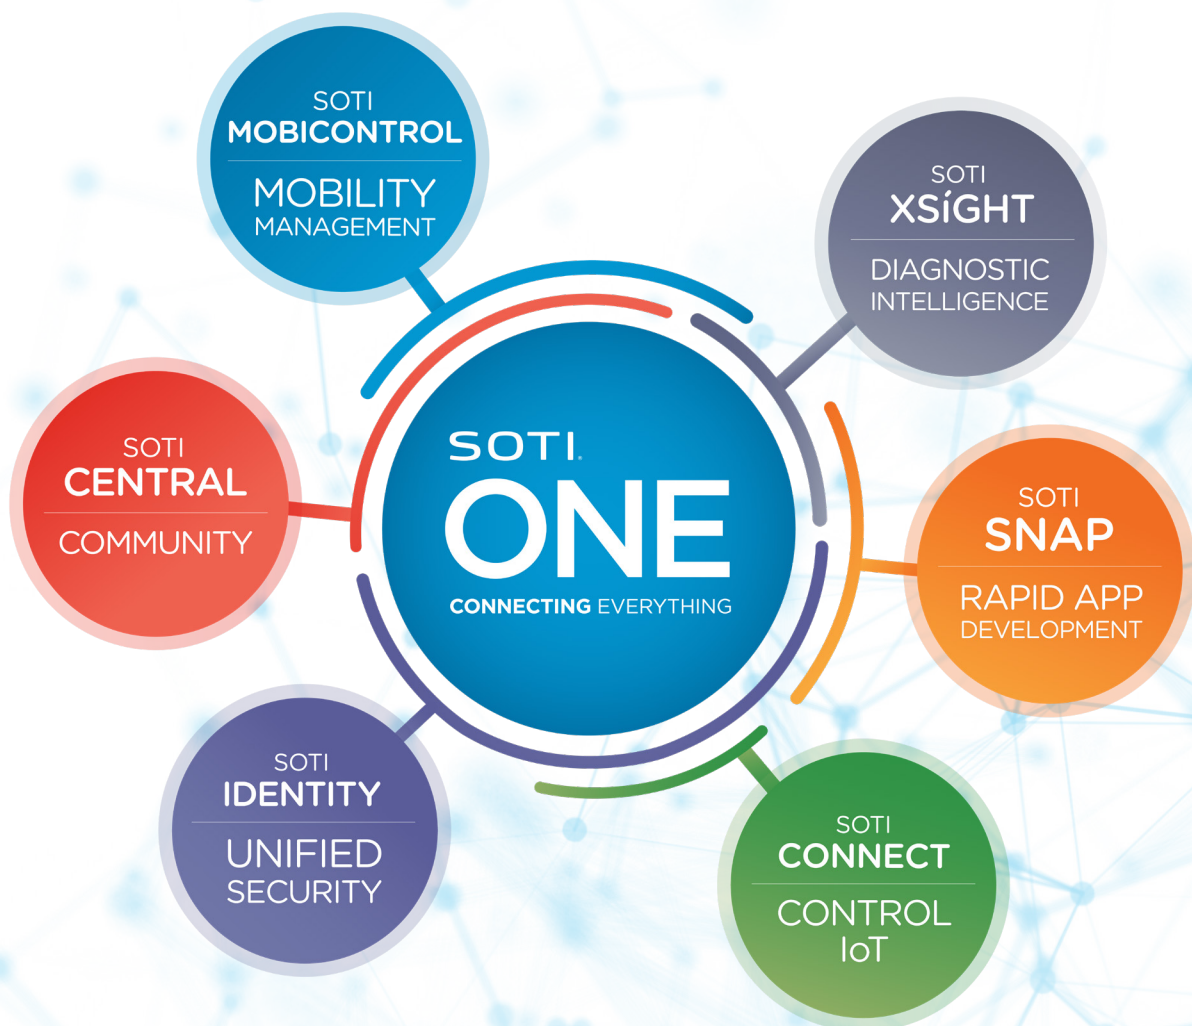 SOTI
MOBICONTROL
MOBILITY
MANAGEMENT
SOTI
XSíGHT
DIAGNOSTIC
INTELLIGENCE
SOTI
CENTRAL
COMMUNITY
SOTI®
ONE
CONNECTING EVERYTHING
SOTI
SNAP
RAPID APP
DEVELOPMENT
SOTI
IDENTITY
UNIFIED
SECURITY
SOTI
CONNECT
CONTROL
IoT